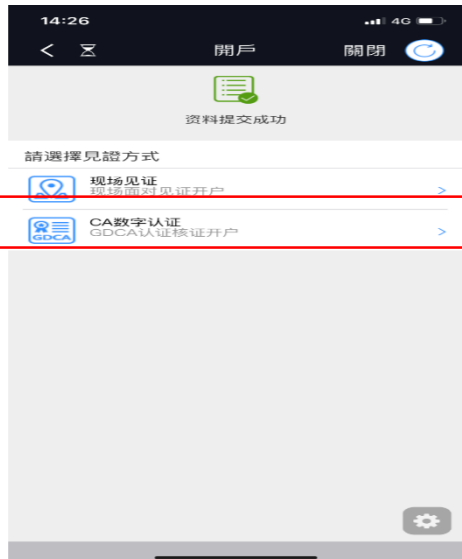 14:26 4G
開戶 關閉
资料提交成功
請選擇見證方式
现场见证
现场面对见证开户
CA数字认证
GDCA
GDCA认证核证开户